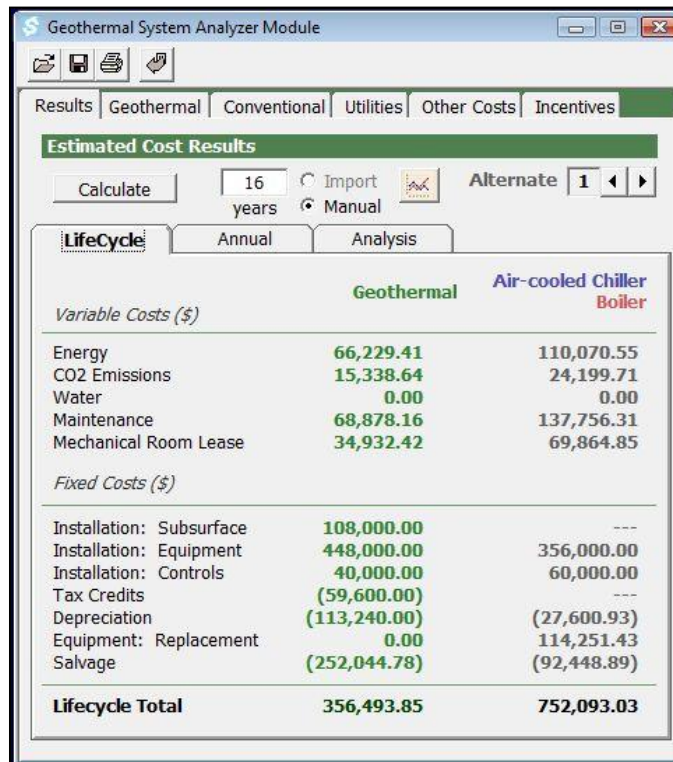 Geothermal System Analyzer Module
Results Geothermal Conventional Utilities Other Costs Incentives
Estimated Cost Results
Calculate 16 Import Alternate 1
years Manual
LifeCycle Annual Analysis
Geothermal Air-cooled Chiller
Boiler
Variable Costs ($)
Energy 66,229.41 110,070.55
CO2 Emissions 15,338.64 24,199.71
Water 0.00 0.00
Maintenance 68,878.16 137,756.31
Mechanical Room Lease 34,932.42 69,864.85
Fixed Costs ($)
Installation: Subsurface 108,000.00 ---
Installation: Equipment 448,000.00 356,000.00
Installation: Controls 40,000.00 60,000.00
Tax Credits (59,600.00) ---
Depreciation (113,240.00) (27,600.93)
Equipment: Replacement 0.00 114,251.43
Salvage (252,044.78) (92,448.89)
Lifecycle Total 356,493.85 752,093.03